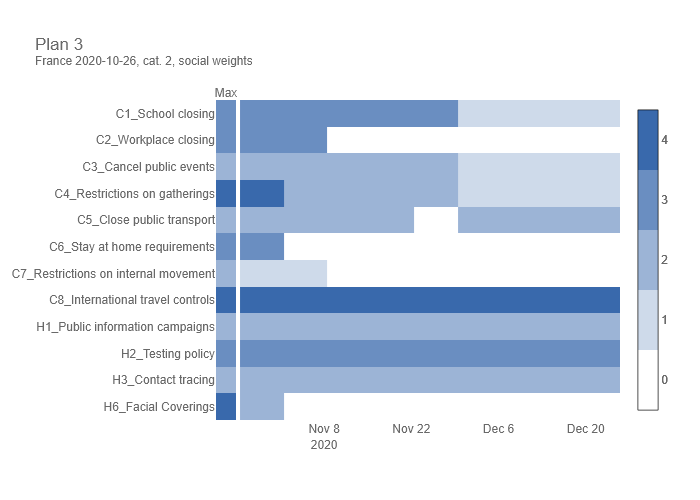 Plan 3
France 2020-10-26, cat. 2, social weights
Max
C1_School closing
C2_Workplace closing
C3_Cancel public events
C4_Restrictions on gatherings
C5_Close public transport
C6_Stay at home requirements
C7_Restrictions on internal movement
C8_International travel controls
H1_Public information campaigns
H2_Testing policy
H3_Contact tracing
H6_Facial Coverings
Nov 8 Nov 22 Dec 6 Dec 20
2020
4
3
2
1
0